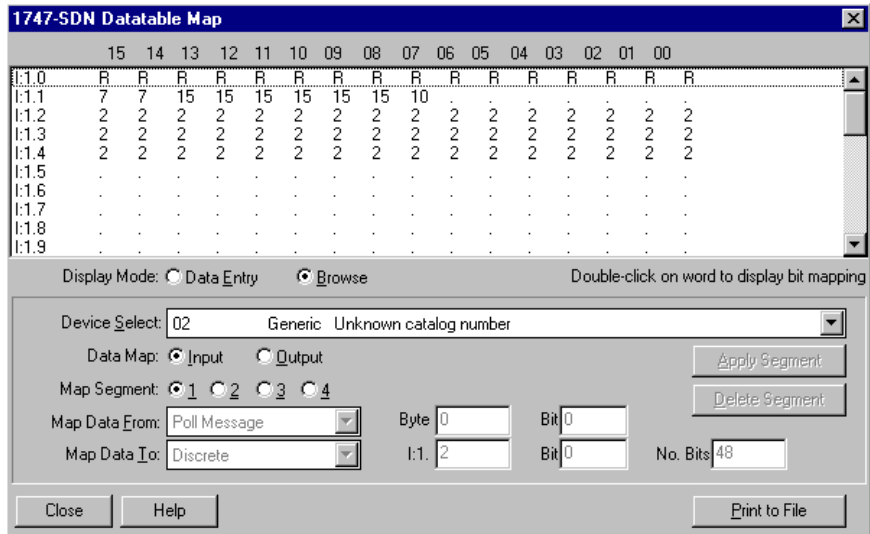 1747-SDN Datatable Map
15 14 13 12 11 10 09 08 07 06 05 04 03 02 01 00
I:1.0 R R R R R R R R R R R R R R R R
I:1.1 7 7 15 15 15 15 15 15 10 . . . . . . .
I:1.2 2 2 2 2 2 2 2 2 2 2 2 2 2 2 2 2
I:1.3 2 2 2 2 2 2 2 2 2 2 2 2 2 2 2 2
I:1.4 2 2 2 2 2 2 2 2 2 2 2 2 2 2 2 2
I:1.5 . . . . . . . . . . . . . . . .
I:1.6 . . . . . . . . . . . . . . . .
I:1.7 . . . . . . . . . . . . . . . .
I:1.8 . . . . . . . . . . . . . . . .
I:1.9 . . . . . . . . . . . . . . . .
Display Mode: Data Entry Browse Double-click on word to display bit mapping
Device Select: 02 Generic Unknown catalog number
Data Map: Input Output Apply Segment
Map Segment: 1 2 3 4 Delete Segment
Map Data From: Poll Message Byte 0 Bit 0
Map Data To: Discrete I:1. 2 Bit 0 No. Bits 48
Close Help Print to File